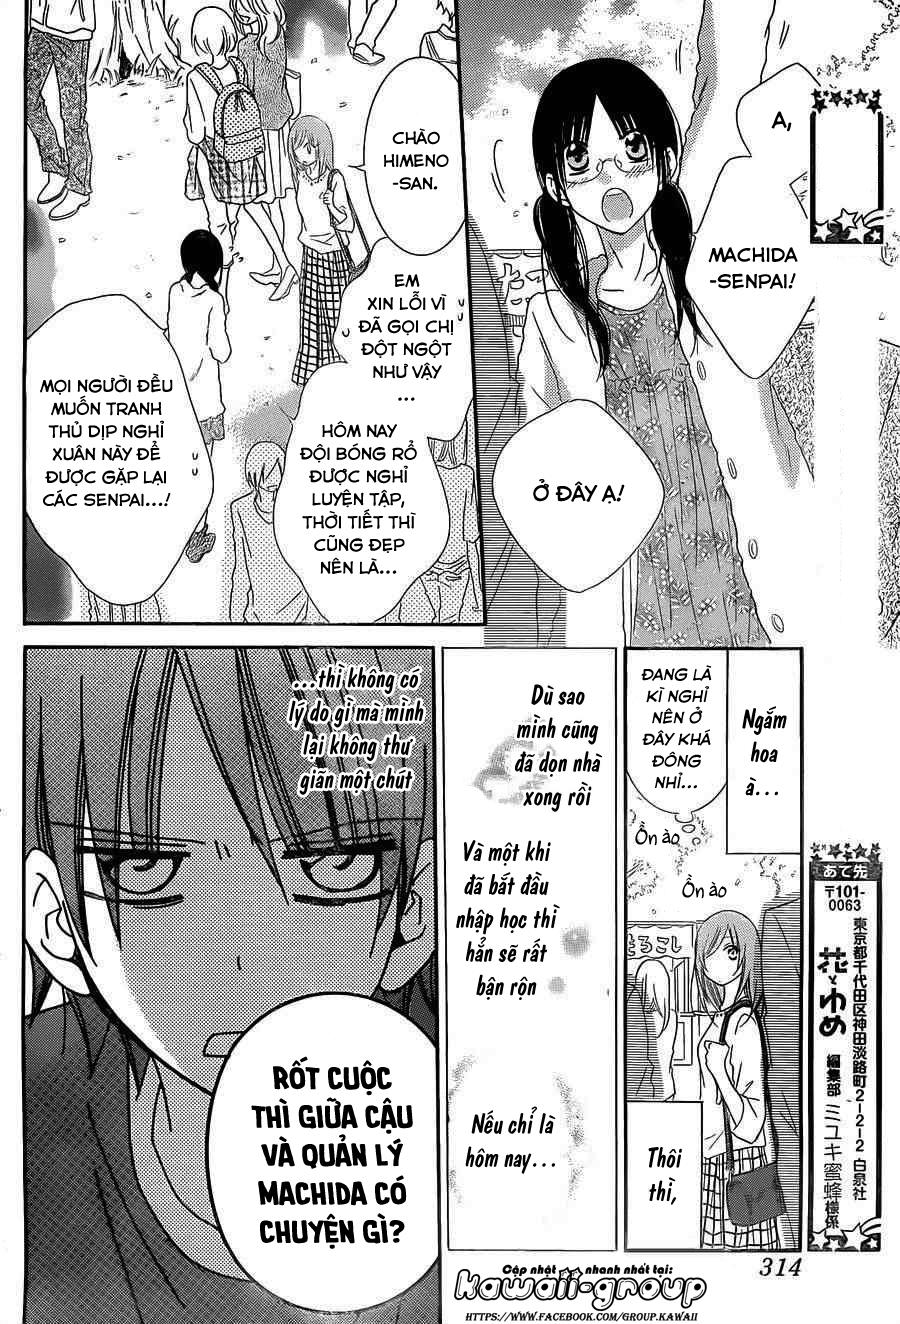 A,
MACHIDA
-SENPAI!
Ở ĐÂY Ạ!
CHÀO
HIMENO
-SAN.
EM
XIN LỖI VÌ
ĐÃ GỌI CHỊ
ĐỘT NGỘT
NHƯ VẬY
...
HÔM NAY
ĐỘI BÓNG RỔ
ĐƯỢC NGHỈ
LUYỆN TẬP,
THỜI TIẾT THÌ
CŨNG ĐẸP
NÊN LÀ...
MỌI NGƯỜI ĐỀU
MUỐN TRANH
THỦ DỊP NGHỈ
XUÂN NÀY ĐỂ
ĐƯỢC GẶP LẠI
CÁC SENPAI...!
Ngắm
hoa
à...
ĐANG LÀ
KÌ NGHỈ
NÊN Ở
ĐÂY KHÁ
ĐÔNG
NHỈ...
Ồn ào
Ồn ào
きろこし
Thôi
thì,
Dù sao
mình cũng
đã dọn nhà
xong rồi
Và một khi
đã bắt đầu
nhập học thì
hẳn sẽ rất
bận rộn
Nếu chỉ là
hôm nay...
...thì không có
lý do gì mà mình
lại không thư
giãn một chút
RỐT CUỘC
THÌ GIỮA CẬU
VÀ QUẢN LÝ
MACHIDA CÓ
CHUYỆN GÌ?
あて先
〒101-
0063
東京都千代田区神田淡路町2-2-2 白泉社
花とゆめ 編集部 ミユキ蜜蜂様係
314
Cập nhật nhanh nhất tại:
kawaii-group
HTTPS://WWW.FACEBOOK.COM/GROUP.KAWAII